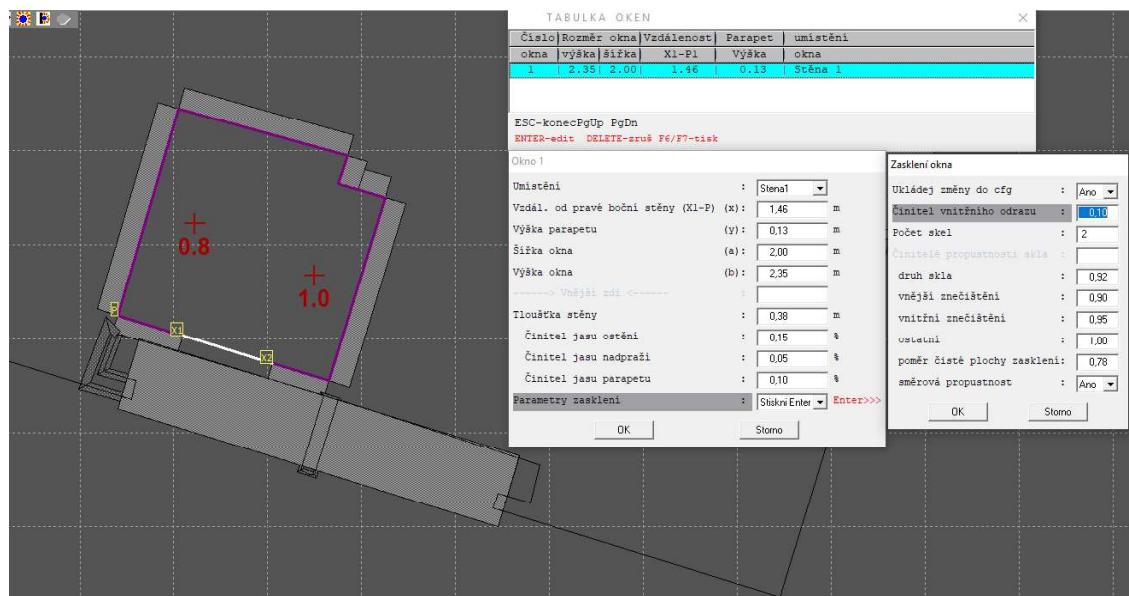 TABULKA OKEN
Číslo|Rozměr okna|Vzdálenost| Parapet | umístění
okna |výška|šířka| X1-P1 | Výška | okna
1 | 2.35| 2.00| 1.46 | 0.13 | Stěna 1
ESC-konecPgUp PgDn
ENTER-edit DELETE-zruš F6/F7-tisk
Okno 1
Umístění : Stena1
Vzdál. od pravé boční stěny (X1-P) (x): 1,46 m
Výška parapetu (y): 0,13 m
Šířka okna (a): 2,00 m
Výška okna (b): 2,35 m
------> Vnější zdi <------ :
Tloušťka stěny : 0,38 m
Činitel jasu ostění : 0,15 %
Činitel jasu nadpraží : 0,05 %
Činitel jasu parapetu : 0,10 %
Parametry zasklení : Stiskni Enter Enter>>>
OK Storno
Zasklení okna
Ukládej změny do cfg : Ano
Činitel vnitřního odrazu : 0,10
Počet skel : 2
Činitelé propustnosti skla :
druh skla : 0,92
vnější znečištění : 0,90
vnitřní znečištění : 0,95
ostatní : 1,00
poměr čisté plochy zasklení: 0,78
směrová propustnost : Ano
OK Storno
0.8
1.0
X1
X2